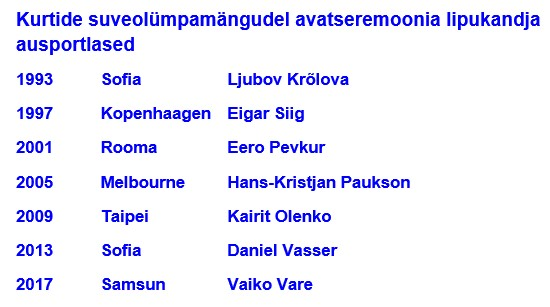 Kurtide suveolümpamängudel avatseremoonia lipukandja
ausportlased
1993 Sofia Ljubov Krõlova
1997 Kopenhaagen Eigar Siig
2001 Rooma Eero Pevkur
2005 Melbourne Hans-Kristjan Paukson
2009 Taipei Kairit Olenko
2013 Sofia Daniel Vasser
2017 Samsun Vaiko Vare